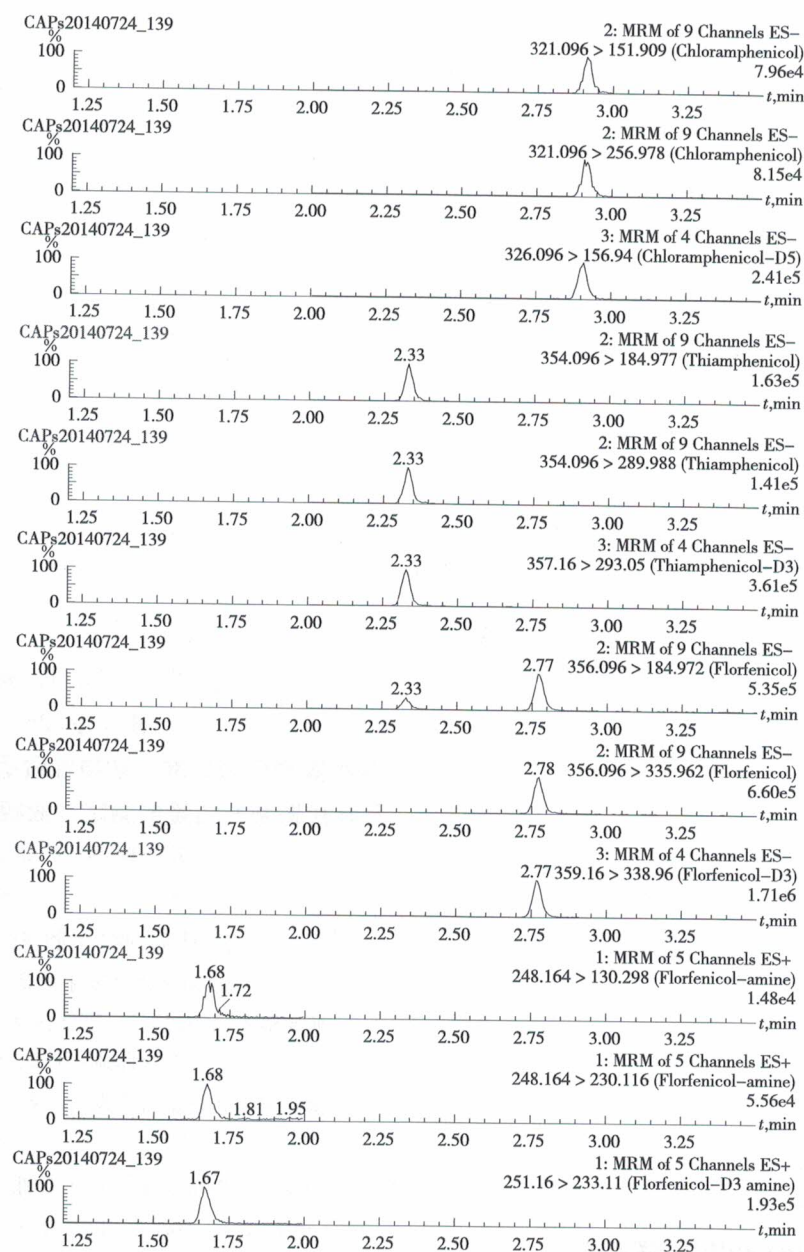 CAPs20140724_139
2: MRM of 9 Channels ES−
%
321.096 > 151.909 (Chloramphenicol)
100
7.96e4
0
t,min
1.25 1.50 1.75 2.00 2.25 2.50 2.75 3.00 3.25
CAPs20140724_139
2: MRM of 9 Channels ES−
%
321.096 > 256.978 (Chloramphenicol)
100
8.15e4
0
t,min
1.25 1.50 1.75 2.00 2.25 2.50 2.75 3.00 3.25
CAPs20140724_139
3: MRM of 4 Channels ES−
%
326.096 > 156.94 (Chloramphenicol−D5)
100
2.41e5
0
t,min
1.25 1.50 1.75 2.00 2.25 2.50 2.75 3.00 3.25
CAPs20140724_139
2: MRM of 9 Channels ES−
%
2.33
354.096 > 184.977 (Thiamphenicol)
100
1.63e5
0
t,min
1.25 1.50 1.75 2.00 2.25 2.50 2.75 3.00 3.25
CAPs20140724_139
2: MRM of 9 Channels ES−
%
2.33
354.096 > 289.988 (Thiamphenicol)
100
1.41e5
0
t,min
1.25 1.50 1.75 2.00 2.25 2.50 2.75 3.00 3.25
CAPs20140724_139
3: MRM of 4 Channels ES−
%
2.33
357.16 > 293.05 (Thiamphenicol−D3)
100
3.61e5
0
t,min
1.25 1.50 1.75 2.00 2.25 2.50 2.75 3.00 3.25
CAPs20140724_139
2: MRM of 9 Channels ES−
%
2.77 356.096 > 184.972 (Florfenicol)
100
2.33
5.35e5
0
t,min
1.25 1.50 1.75 2.00 2.25 2.50 2.75 3.00 3.25
CAPs20140724_139
2: MRM of 9 Channels ES−
%
2.78 356.096 > 335.962 (Florfenicol)
100
6.60e5
0
t,min
1.25 1.50 1.75 2.00 2.25 2.50 2.75 3.00 3.25
CAPs20140724_139
3: MRM of 4 Channels ES−
%
2.77 359.16 > 338.96 (Florfenicol−D3)
100
1.71e6
0
t,min
1.25 1.50 1.75 2.00 2.25 2.50 2.75 3.00 3.25
CAPs20140724_139
1: MRM of 5 Channels ES+
%
1.68
248.164 > 130.298 (Florfenicol−amine)
100
1.72
1.48e4
0
t,min
1.25 1.50 1.75 2.00 2.25 2.50 2.75 3.00 3.25
CAPs20140724_139
1: MRM of 5 Channels ES+
%
1.68
248.164 > 230.116 (Florfenicol−amine)
100
1.81 1.95
5.56e4
0
t,min
1.25 1.50 1.75 2.00 2.25 2.50 2.75 3.00 3.25
CAPs20140724_139
1: MRM of 5 Channels ES+
%
1.67
251.16 > 233.11 (Florfenicol−D3 amine)
100
1.93e5
0
t,min
1.25 1.50 1.75 2.00 2.25 2.50 2.75 3.00 3.25